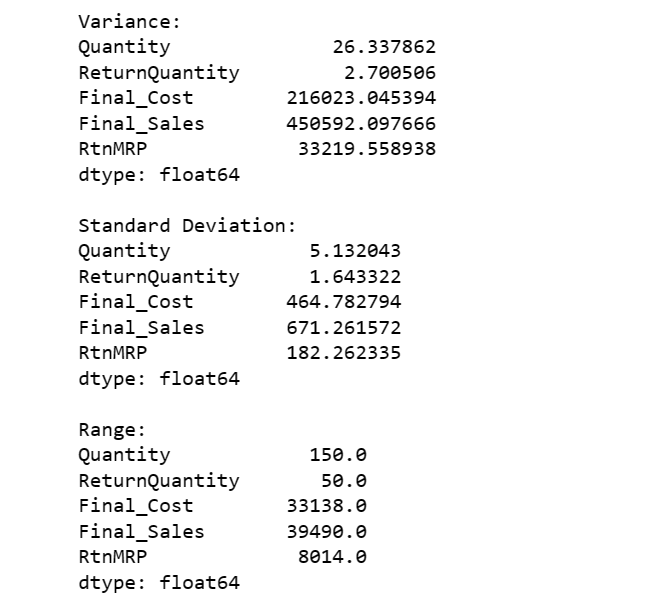 Variance:
Quantity 26.337862
ReturnQuantity 2.700506
Final_Cost 216023.045394
Final_Sales 450592.097666
RtnMRP 33219.558938
dtype: float64
Standard Deviation:
Quantity 5.132043
ReturnQuantity 1.643322
Final_Cost 464.782794
Final_Sales 671.261572
RtnMRP 182.262335
dtype: float64
Range:
Quantity 150.0
ReturnQuantity 50.0
Final_Cost 33138.0
Final_Sales 39490.0
RtnMRP 8014.0
dtype: float64